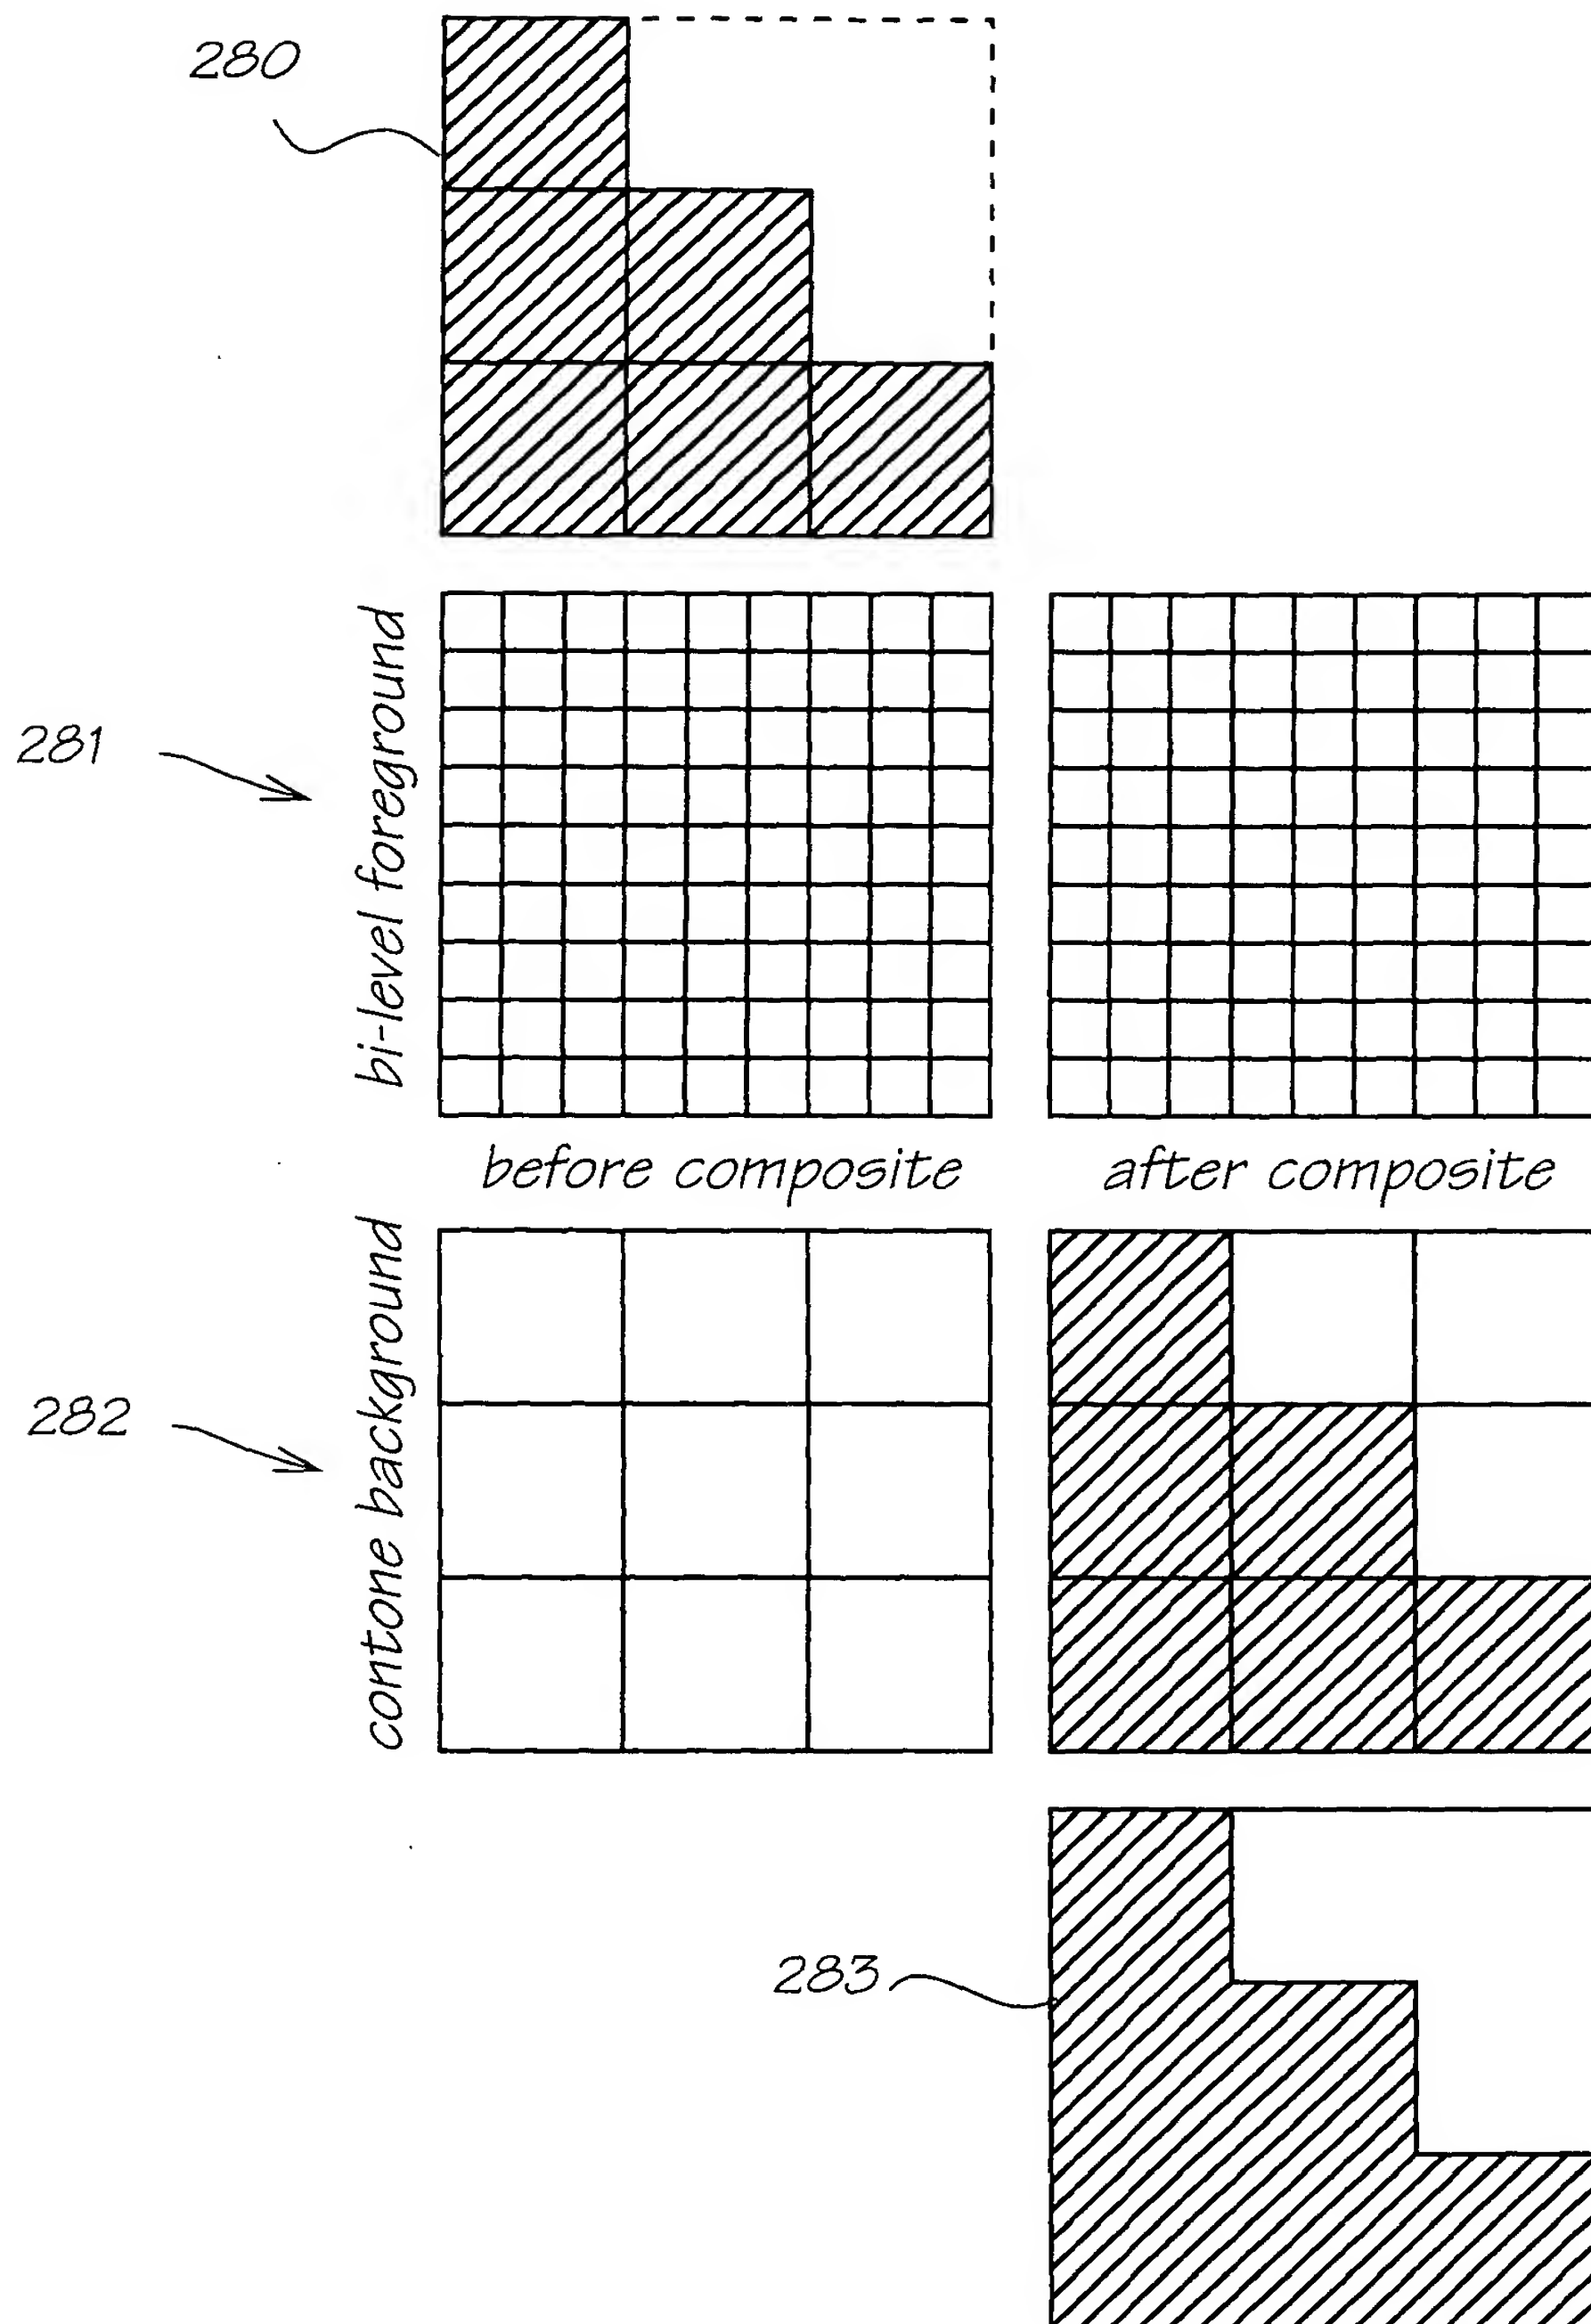 280
281
bi-level foreground
before composite
after composite
282
contone background
283